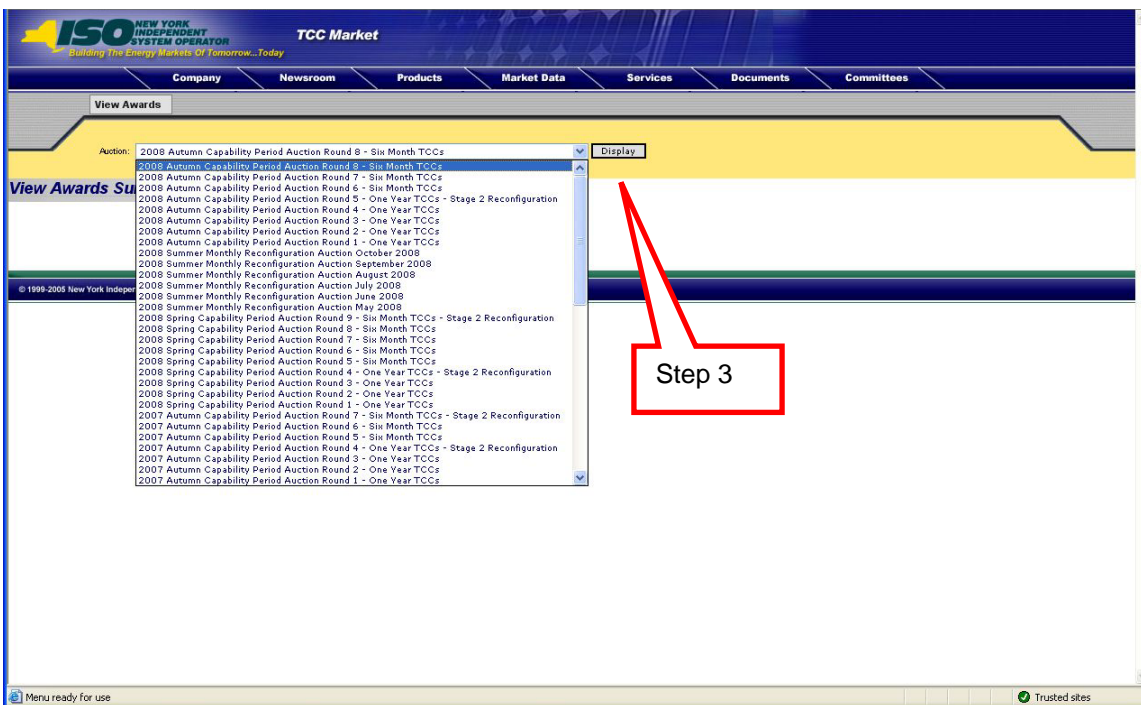 NEW YORK
INDEPENDENT
SYSTEM OPERATOR
ISO
Building The Energy Markets Of Tomorrow...Today
TCC Market
Company Newsroom Products Market Data Services Documents Committees
View Awards
Auction: 2008 Autumn Capability Period Auction Round 8 - Six Month TCCs Display
2008 Autumn Capability Period Auction Round 8 - Six Month TCCs
2008 Autumn Capability Period Auction Round 7 - Six Month TCCs
View Awards Su
2008 Autumn Capability Period Auction Round 6 - Six Month TCCs
2008 Autumn Capability Period Auction Round 5 - One Year TCCs - Stage 2 Reconfiguration
2008 Autumn Capability Period Auction Round 4 - One Year TCCs
2008 Autumn Capability Period Auction Round 3 - One Year TCCs
2008 Autumn Capability Period Auction Round 2 - One Year TCCs
2008 Autumn Capability Period Auction Round 1 - One Year TCCs
2008 Summer Monthly Reconfiguration Auction October 2008
2008 Summer Monthly Reconfiguration Auction September 2008
2008 Summer Monthly Reconfiguration Auction August 2008
© 1999-2005 New York Indeper
2008 Summer Monthly Reconfiguration Auction July 2008
2008 Summer Monthly Reconfiguration Auction June 2008
2008 Summer Monthly Reconfiguration Auction May 2008
2008 Spring Capability Period Auction Round 9 - Six Month TCCs - Stage 2 Reconfiguration
2008 Spring Capability Period Auction Round 8 - Six Month TCCs
2008 Spring Capability Period Auction Round 7 - Six Month TCCs
2008 Spring Capability Period Auction Round 6 - Six Month TCCs
2008 Spring Capability Period Auction Round 5 - Six Month TCCs
2008 Spring Capability Period Auction Round 4 - One Year TCCs - Stage 2 Reconfiguration
2008 Spring Capability Period Auction Round 3 - One Year TCCs
2008 Spring Capability Period Auction Round 2 - One Year TCCs
2008 Spring Capability Period Auction Round 1 - One Year TCCs
2007 Autumn Capability Period Auction Round 7 - Six Month TCCs - Stage 2 Reconfiguration
2007 Autumn Capability Period Auction Round 6 - Six Month TCCs
2007 Autumn Capability Period Auction Round 5 - Six Month TCCs
2007 Autumn Capability Period Auction Round 4 - One Year TCCs - Stage 2 Reconfiguration
2007 Autumn Capability Period Auction Round 3 - One Year TCCs
2007 Autumn Capability Period Auction Round 2 - One Year TCCs
2007 Autumn Capability Period Auction Round 1 - One Year TCCs
Step 3
Menu ready for use
Trusted sites